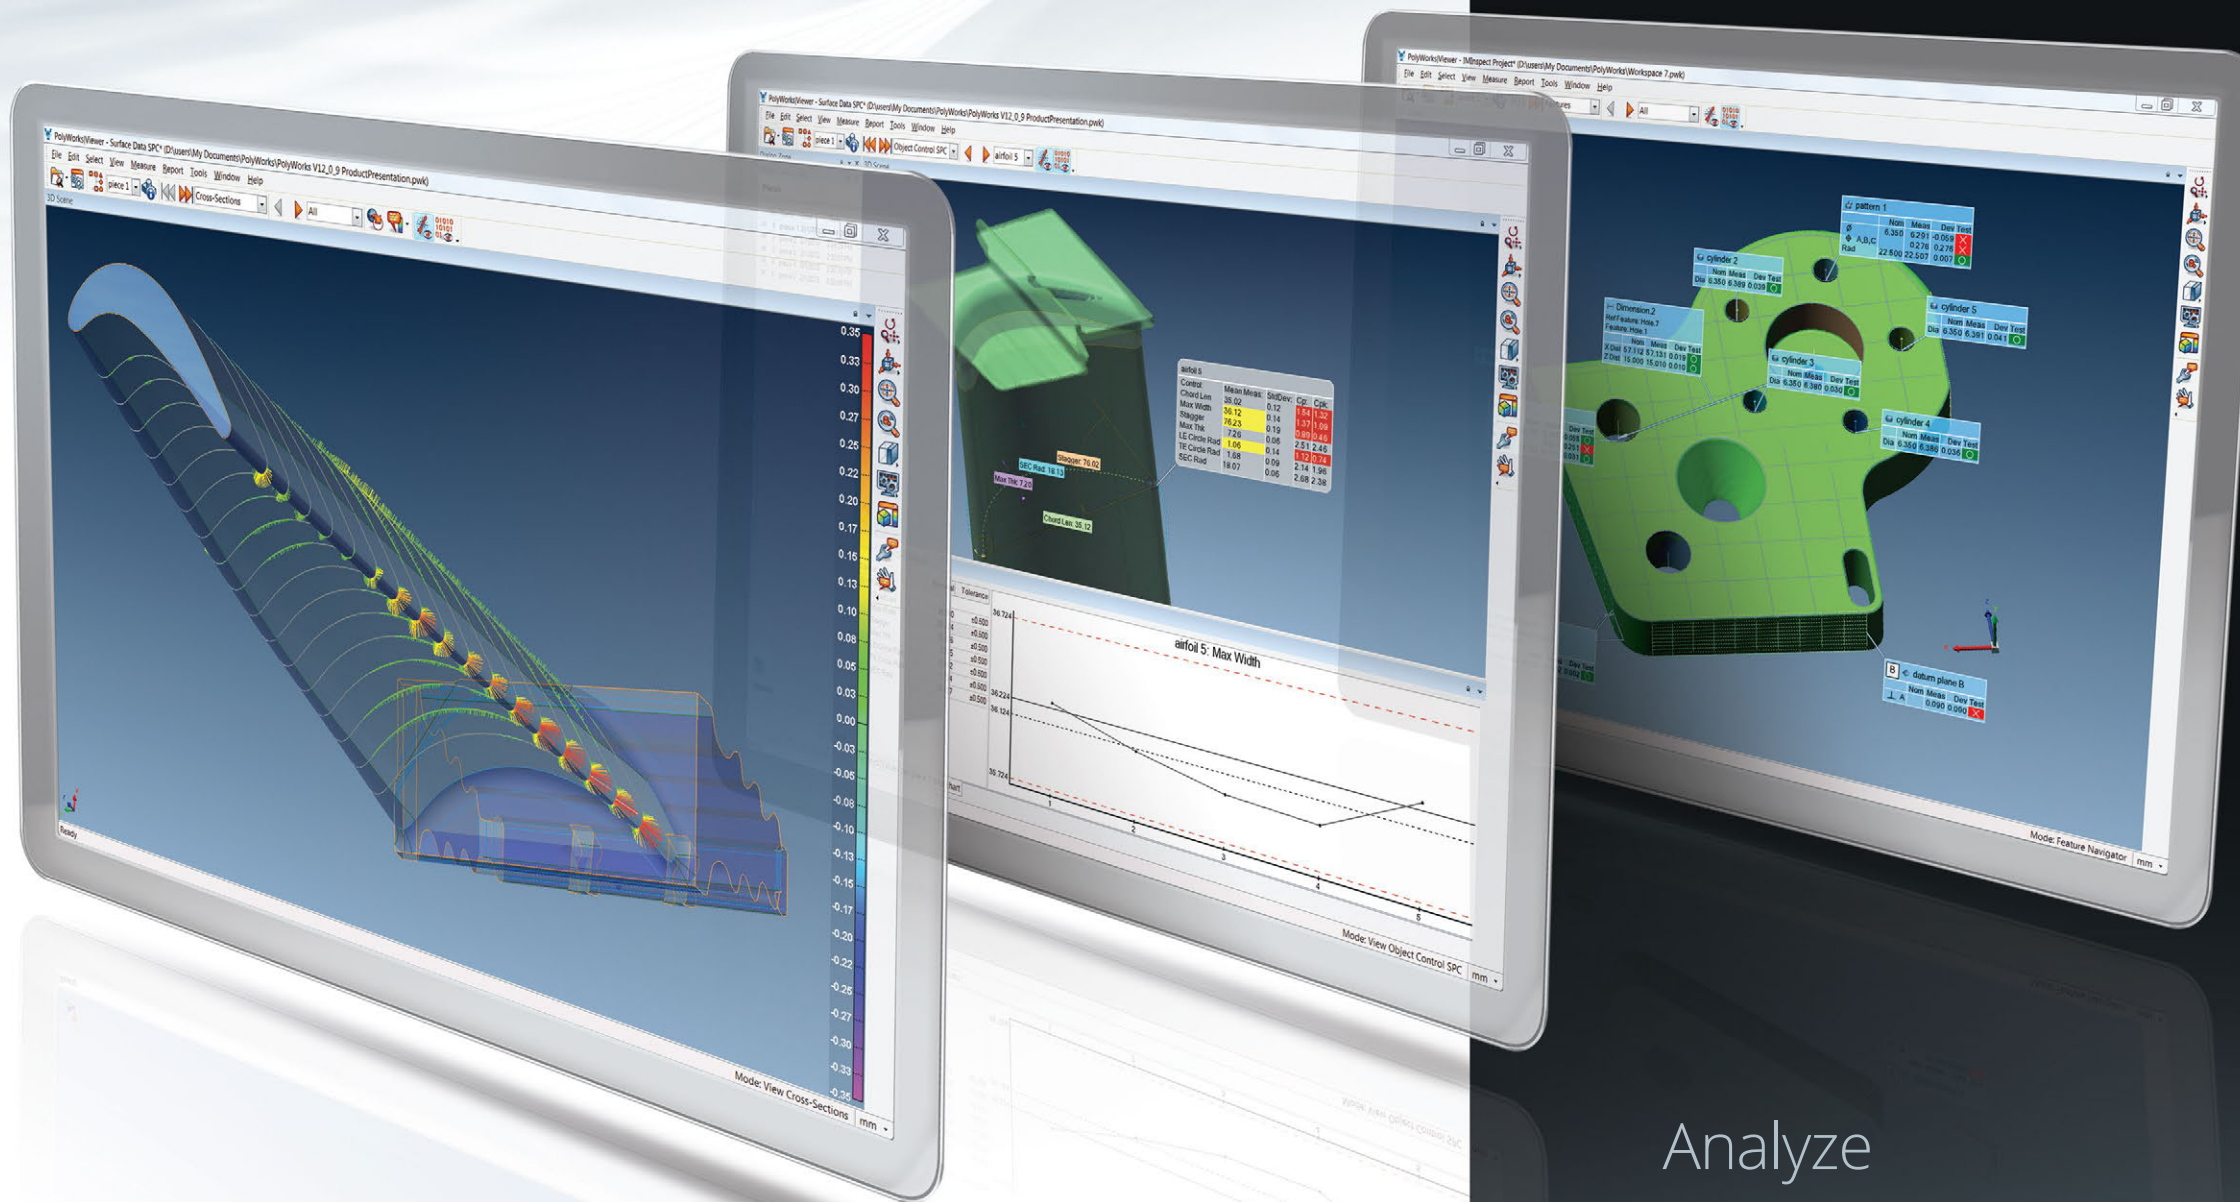 PolyWorks|Viewer - Surface Data SPC* (D:\users\My Documents\PolyWorks\PolyWorks V12_0_9 ProductPresentation.pwk)
File Edit Select View Measure Report Tools Window Help
piece 1 Cross-Sections All
3D Scene
0.35
0.33
0.30
0.27
0.25
0.22
0.20
0.17
0.15
0.13
0.10
0.08
0.05
0.03
0.00
-0.03
-0.05
-0.08
-0.10
-0.13
-0.15
-0.17
-0.20
-0.22
-0.25
-0.27
-0.30
-0.33
-0.35
Ready
Mode: View Cross-Sections mm
PolyWorks|Viewer - Surface Data SPC* (D:\users\My Documents\PolyWorks\PolyWorks V12_0_9 ProductPresentation.pwk)
File Edit Select View Measure Report Tools Window Help
piece 1 Object Control SPC airfoil 5
3D Scene
airfoil 5
Control Mean Meas. StdDev. Cp: Cpk:
Chord Len 35.02 0.12 1.64 1.32
Max Width 36.12 0.14 1.37 1.09
Stagger 76.23 0.19 0.80 0.46
Max Thk 7.26 0.06 2.51 2.46
LE Circle Rad 1.06 0.14 1.12 0.74
TE Circle Rad 1.68 0.09 2.14 1.96
SEC Rad 18.07 0.06 2.68 2.38
Stagger: 76.02
SEC Rad: 18.13
Max Thk: 7.25
Chord Len: 35.12
Tolerance
±0.500
±0.500
±0.500
±0.500
±0.500
±0.500
±0.500
airfoil 5: Max Width
36.724
36.224
36.124
35.724
1
2
3
4
5
Mode: View Object Control SPC mm
PolyWorks|Viewer - IMInspect Project* (D:\users\My Documents\PolyWorks\Workspace 7.pwk)
File Edit Select View Measure Report Tools Window Help
All
pattern 1
Nom Meas Dev Test
Ø 6.350 6.291 -0.059
A,B,C 0.276 0.276
Rad 22.500 22.507 0.007
cylinder 2
Nom Meas Dev Test
Dia 6.350 6.389 0.039
cylinder 5
Nom Meas Dev Test
Dia 6.350 6.391 0.041
Dimension 2
Ref Feature: Hole.7
Feature: Hole.1
Nom Meas Dev Test
X Dist 57.112 57.131 0.019
Z Dist 15.000 15.010 0.010
cylinder 3
Nom Meas Dev Test
Dia 6.350 6.380 0.030
cylinder 4
Nom Meas Dev Test
Dia 6.350 6.386 0.036
B datum plane B
Nom Meas Dev Test
A 0.090 0.090
Mode: Feature Navigator mm
Analyze